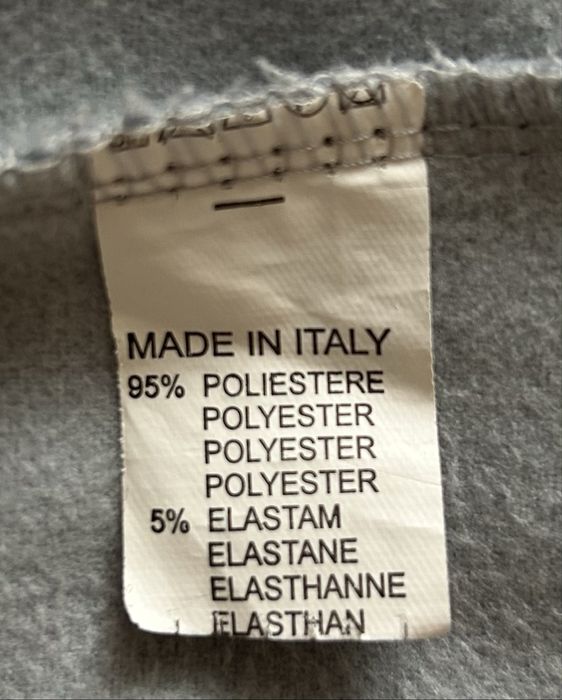 MADE IN ITALY
95% POLIESTERE
POLYESTER
POLYESTER
POLYESTER
5% ELASTAM
ELASTANE
ELASTHANNE
ELASTHAN